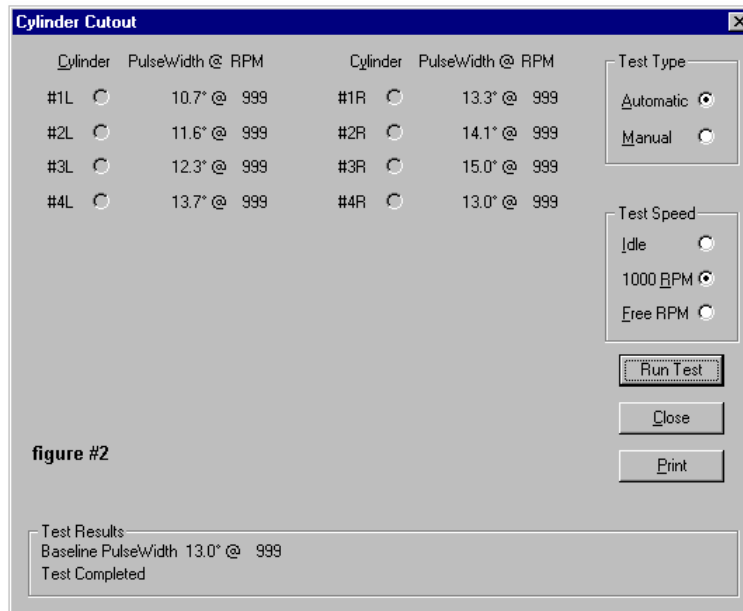 Cylinder Cutout
Cylinder PulseWidth @ RPM Cylinder PulseWidth @ RPM
#1L 10.7° @ 999 #1R 13.3° @ 999
#2L 11.6° @ 999 #2R 14.1° @ 999
#3L 12.3° @ 999 #3R 15.0° @ 999
#4L 13.7° @ 999 #4R 13.0° @ 999
Test Type
Automatic
Manual
Test Speed
Idle
1000 RPM
Free RPM
Run Test
Close
Print
figure #2
Test Results
Baseline PulseWidth 13.0° @ 999
Test Completed